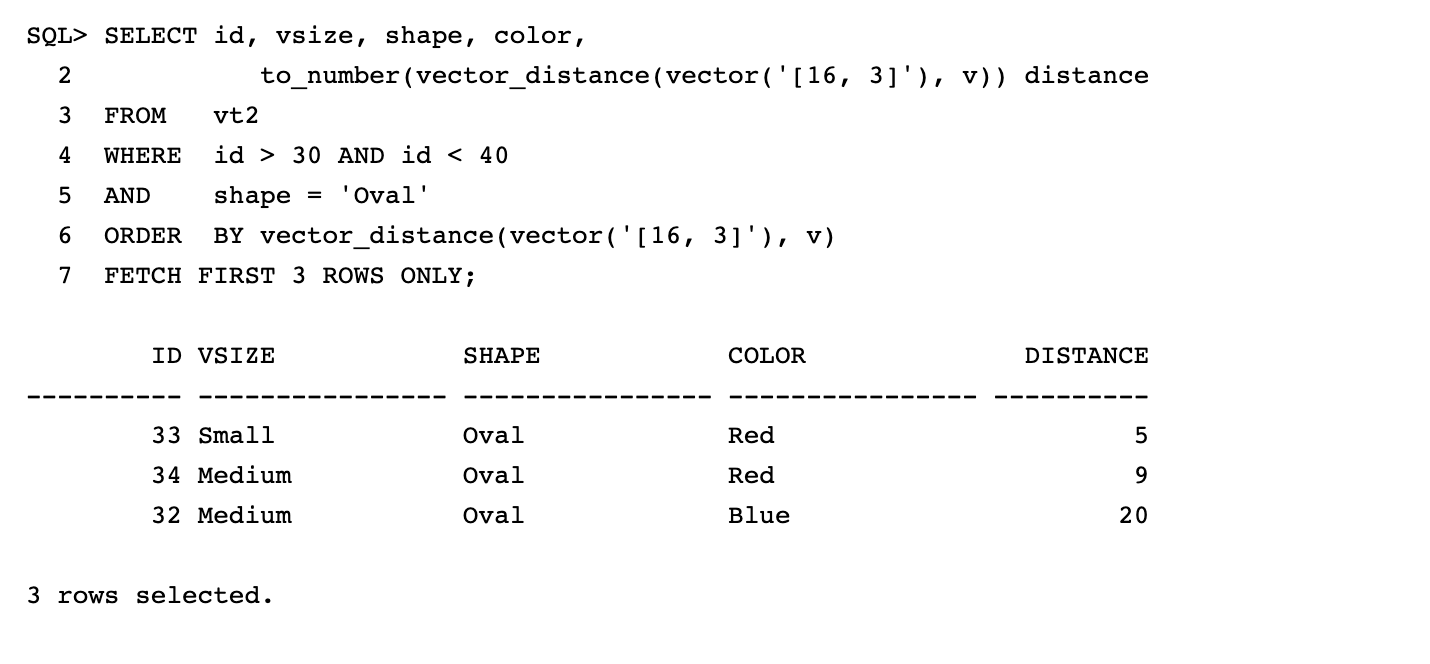 SQL> SELECT id, vsize, shape, color,
  2            to_number(vector_distance(vector('[16, 3]'), v)) distance
  3  FROM   vt2
  4  WHERE  id > 30 AND id < 40
  5  AND    shape = 'Oval'
  6  ORDER  BY vector_distance(vector('[16, 3]'), v)
  7  FETCH FIRST 3 ROWS ONLY;

        ID VSIZE            SHAPE            COLOR              DISTANCE
---------- ---------------- ---------------- ---------------- ----------
        33 Small            Oval             Red                       5
        34 Medium           Oval             Red                       9
        32 Medium           Oval             Blue                     20

3 rows selected.